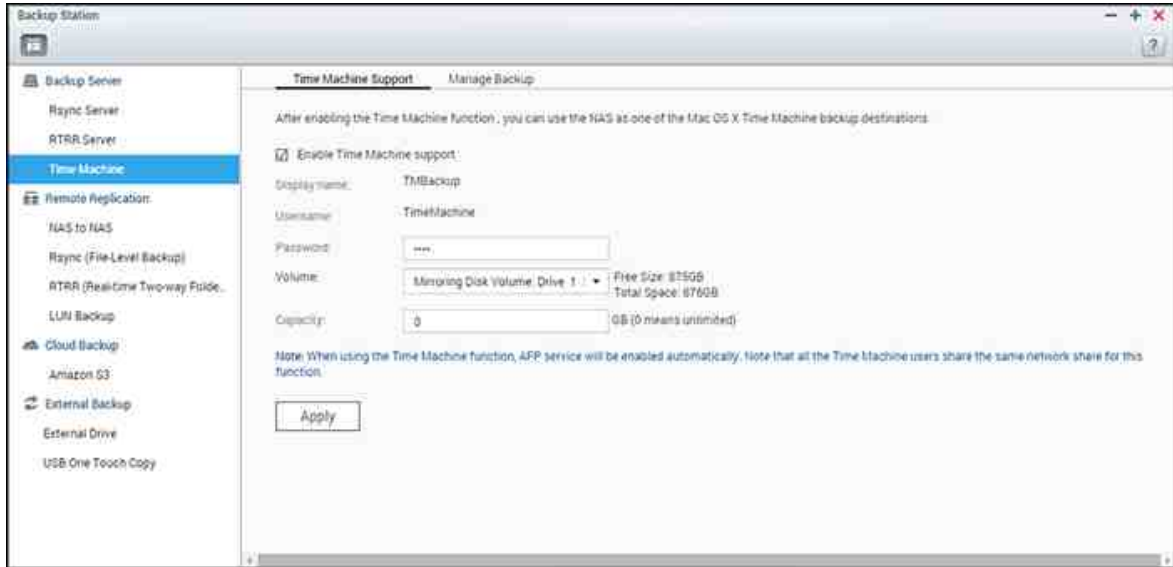 Backup Station
?
Backup Server
Rsync Server
RTRR Server
Time Machine
Remote Replication
NAS to NAS
Rsync (File-Level Backup)
RTRR (Real-time Two-way Folde..
LUN Backup
Cloud Backup
Amazon S3
External Backup
External Drive
USB One Touch Copy
Time Machine Support Manage Backup
After enabling the Time Machine function , you can use the NAS as one of the Mac OS X Time Machine backup destinations.
Enable Time Machine support
Display name: TMBackup
Username: TimeMachine
Password: ••••
Volume: Mirroring Disk Volume: Drive 1 Free Size: 875GB
Total Space: 876GB
Capacity: 0 GB (0 means unlimited)
Note: When using the Time Machine function, AFP service will be enabled automatically. Note that all the Time Machine users share the same network share for this
function.
Apply